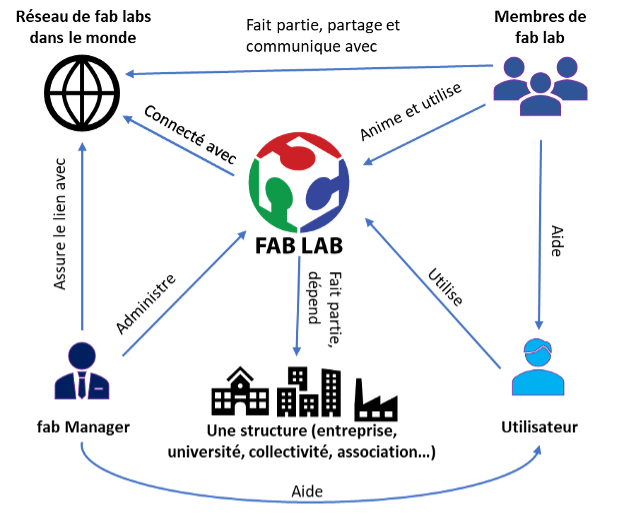 Réseau de fab labs
dans le monde
Fait partie, partage et
communique avec
Membres de
fab lab
Connecté avec
Anime et utilise
FAB LAB
Assure le lien avec
Administre
Fait partie,
dépend
Utilise
Aide
fab Manager
Une structure (entreprise,
université, collectivité, association...)
Utilisateur
Aide